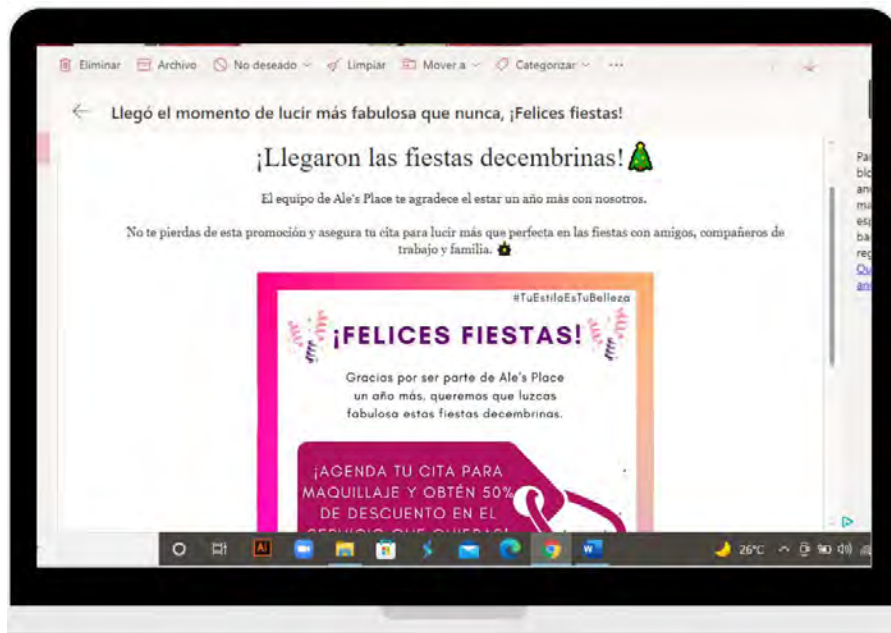 Eliminar Archivo No deseado Limpiar Mover a Categorizar ...
Llegó el momento de lucir más fabulosa que nunca, ¡Felices fiestas!
¡Llegaron las fiestas decembrinas!
El equipo de Ale's Place te agradece el estar un año más con nosotros.
No te pierdas de esta promoción y asegura tu cita para lucir más que perfecta en las fiestas con amigos, compañeros de
trabajo y familia.
#TuEstiloEsTuBelleza
¡FELICES FIESTAS!
Gracias por ser parte de Ale's Place
un año más, queremos que luzcas
fabulosa estas fiestas decembrinas.
¡AGENDA TU CITA PARA
MAQUILLAJE Y OBTÉN 50%
DE DESCUENTO EN EL
SERVICIO QUE QUIERAS!
26°C